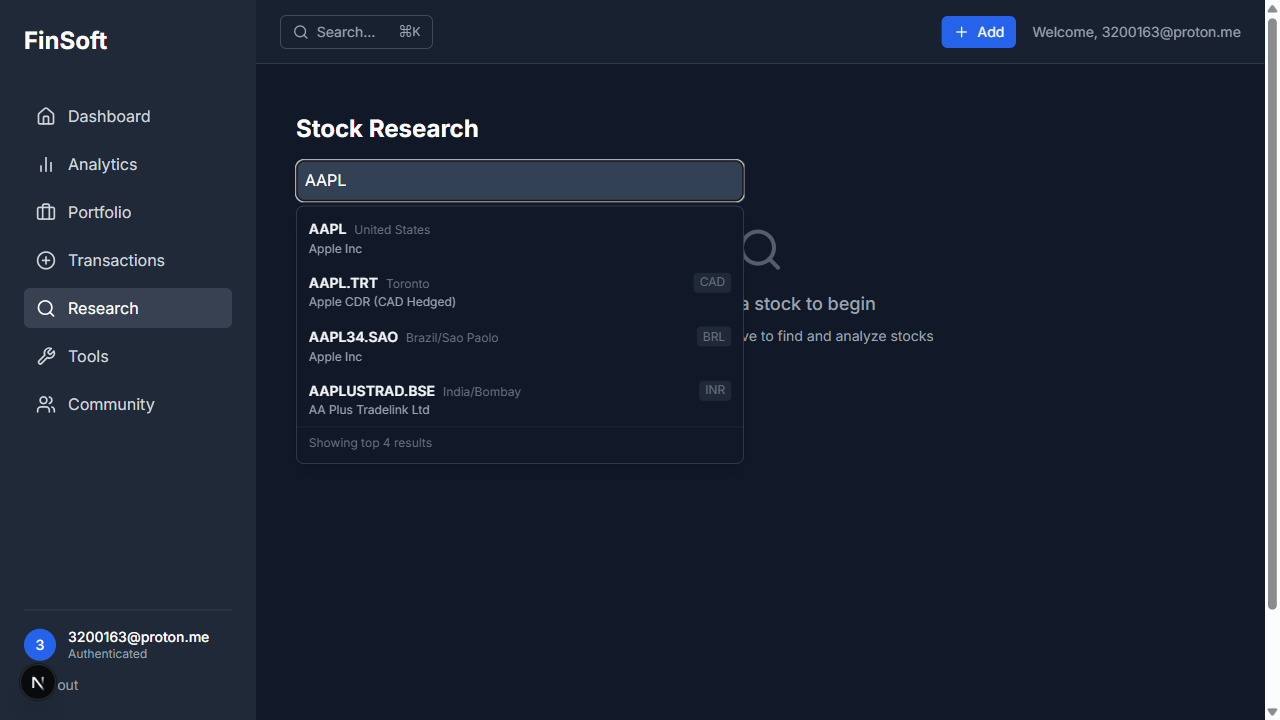 FinSoft
Search... ⌘K
Add
Welcome, 3200163@proton.me
Dashboard
Analytics
Portfolio
Transactions
Research
Tools
Community
Stock Research
AAPL
AAPL United States
Apple Inc
AAPL.TRT Toronto CAD
Apple CDR (CAD Hedged)
AAPL34.SAO Brazil/Sao Paolo BRL
Apple Inc
AAPLUSTRAD.BSE India/Bombay INR
AA Plus Tradelink Ltd
Showing top 4 results
a stock to begin
ve to find and analyze stocks
3
3200163@proton.me
Authenticated
N
out